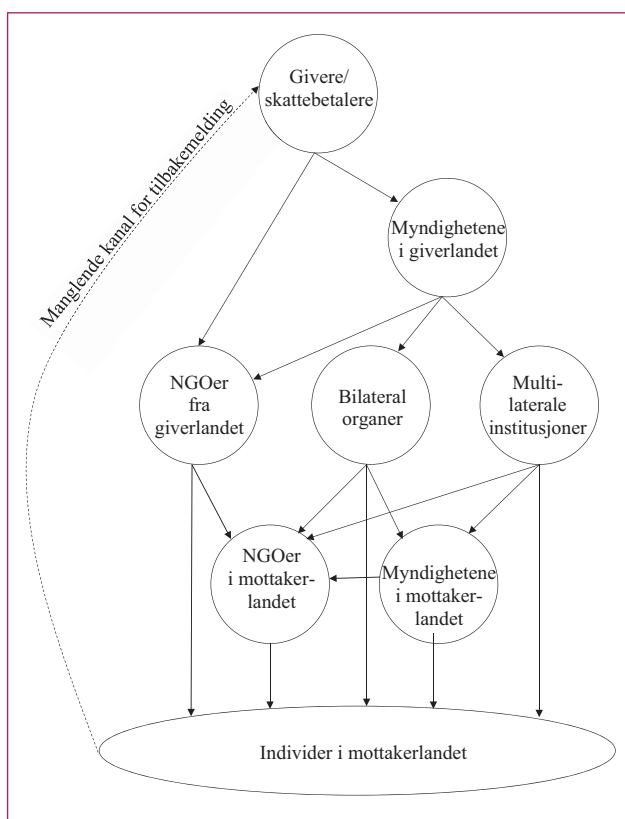 Givere/
skattebetalere
Manglende kanal for tilbakemelding
Myndighetene
i giverlandet
NGOer
fra
giverlandet
Bilateral
organer
Multi-
laterale
institusjoner
NGOer
i mottaker-
landet
Myndighetene
i mottaker-
landet
Individer i mottakerlandet